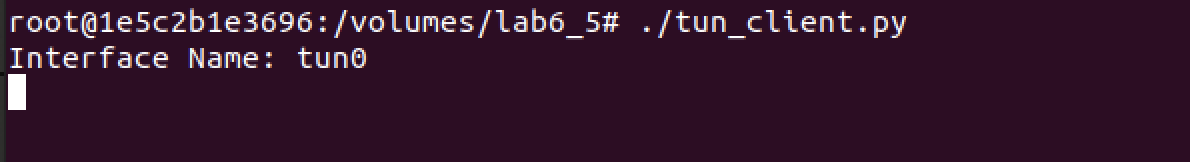 root@1e5c2b1e3696:/volumes/lab6_5# ./tun_client.py
Interface Name: tun0